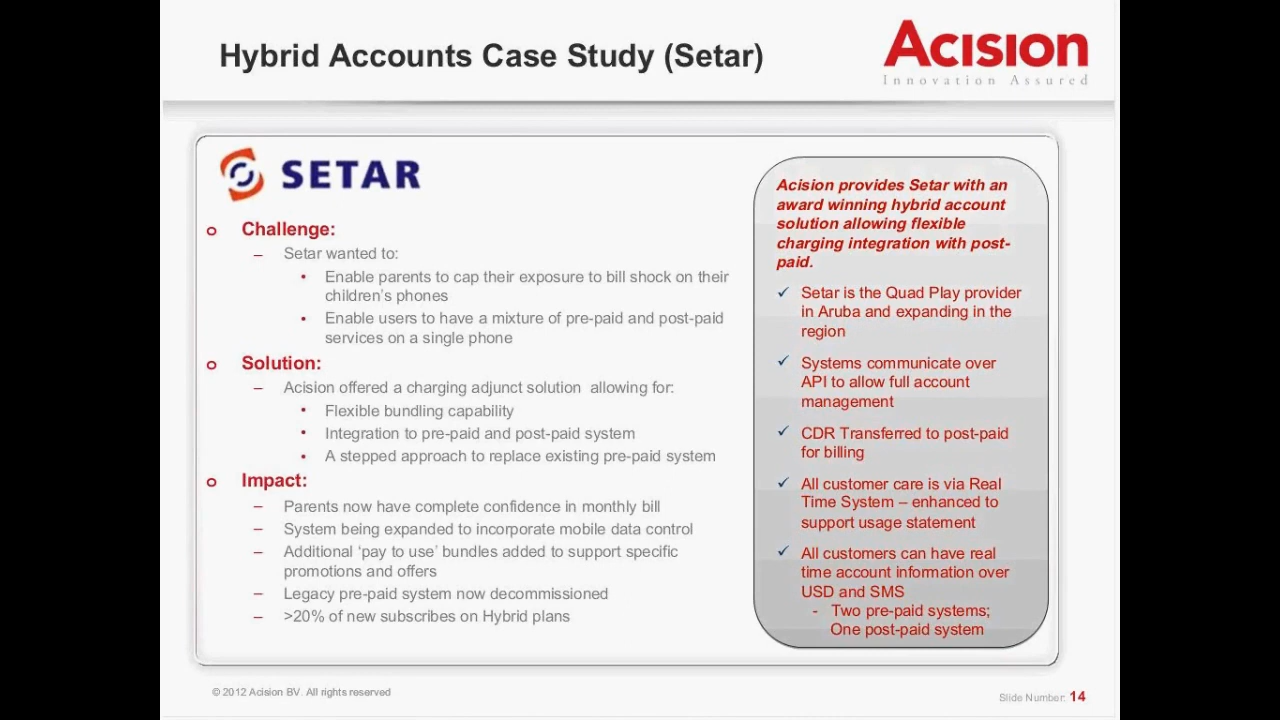 Hybrid Accounts Case Study (Setar)
Acision
Innovation Assured
SETAR
o Challenge:
– Setar wanted to:
• Enable parents to cap their exposure to bill shock on their
children's phones
• Enable users to have a mixture of pre-paid and post-paid
services on a single phone
o Solution:
– Acision offered a charging adjunct solution allowing for:
• Flexible bundling capability
• Integration to pre-paid and post-paid system
• A stepped approach to replace existing pre-paid system
o Impact:
– Parents now have complete confidence in monthly bill
– System being expanded to incorporate mobile data control
– Additional 'pay to use' bundles added to support specific
promotions and offers
– Legacy pre-paid system now decommissioned
– >20% of new subscribes on Hybrid plans
Acision provides Setar with an
award winning hybrid account
solution allowing flexible
charging integration with post-
paid.
✓ Setar is the Quad Play provider
in Aruba and expanding in the
region
✓ Systems communicate over
API to allow full account
management
✓ CDR Transferred to post-paid
for billing
✓ All customer care is via Real
Time System – enhanced to
support usage statement
✓ All customers can have real
time account information over
USD and SMS
- Two pre-paid systems;
One post-paid system
© 2012 Acision BV. All rights reserved
Slide Number: 14